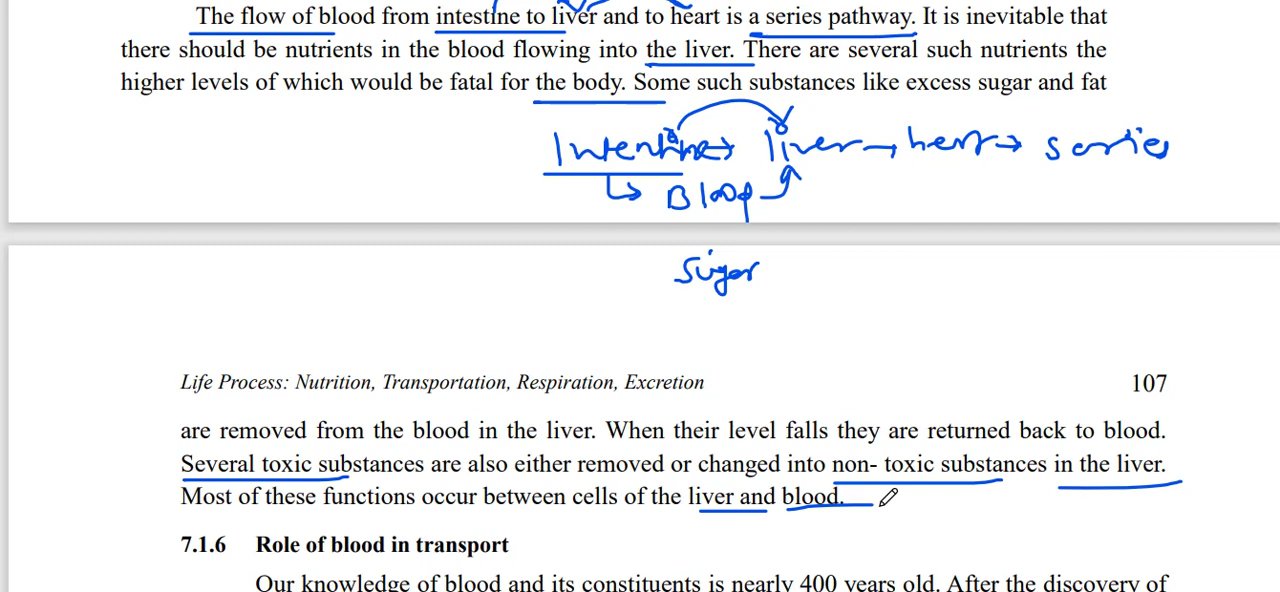 The flow of blood from intestine to liver and to heart is a series pathway. It is inevitable that
there should be nutrients in the blood flowing into the liver. There are several such nutrients the
higher levels of which would be fatal for the body. Some such substances like excess sugar and fat
liver → → series
Blood
Sugar
Life Process: Nutrition, Transportation, Respiration, Excretion 107
are removed from the blood in the liver. When their level falls they are returned back to blood.
Several toxic substances are also either removed or changed into non- toxic substances in the liver.
Most of these functions occur between cells of the liver and blood.
7.1.6 Role of blood in transport
Our knowledge of blood and its constituents is nearly 400 years old. After the discovery of